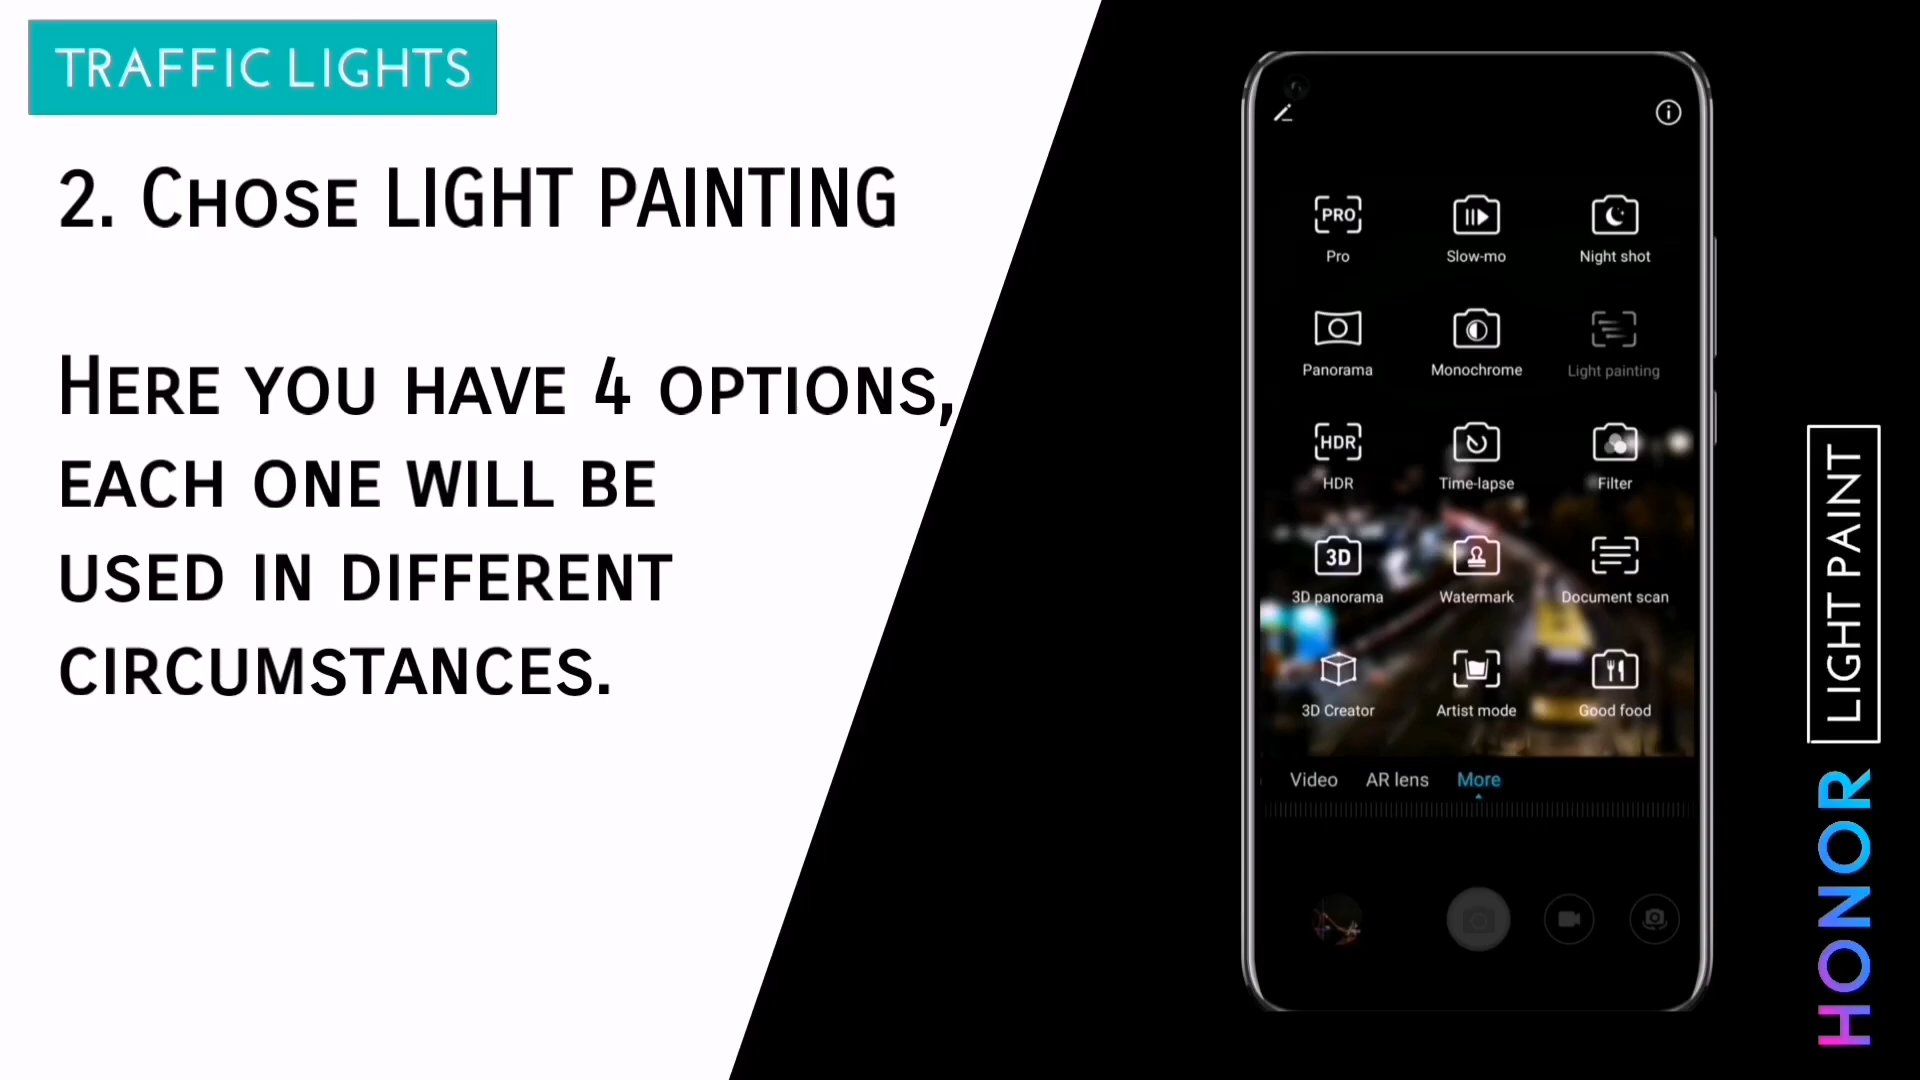 TRAFFIC LIGHTS
2. Chose LIGHT PAINTING
Here you have 4 options,
each one will be
used in different
circumstances.
PRO
Pro
Slow-mo
Night shot
Panorama
Monochrome
Light painting
HDR
HDR
Time-lapse
Filter
3D
3D panorama
Watermark
Document scan
3D Creator
Artist mode
Good food
Video
AR lens
More
HONOR LIGHT PAINT